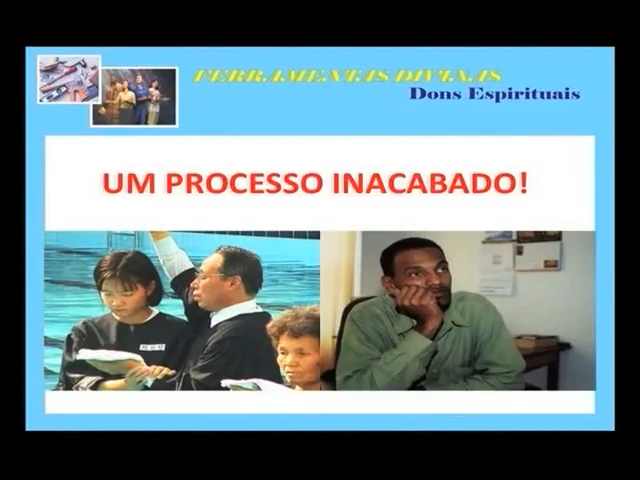 FERRAMENTAS DIVINAS
Dons Espirituais
UM PROCESSO INACABADO!